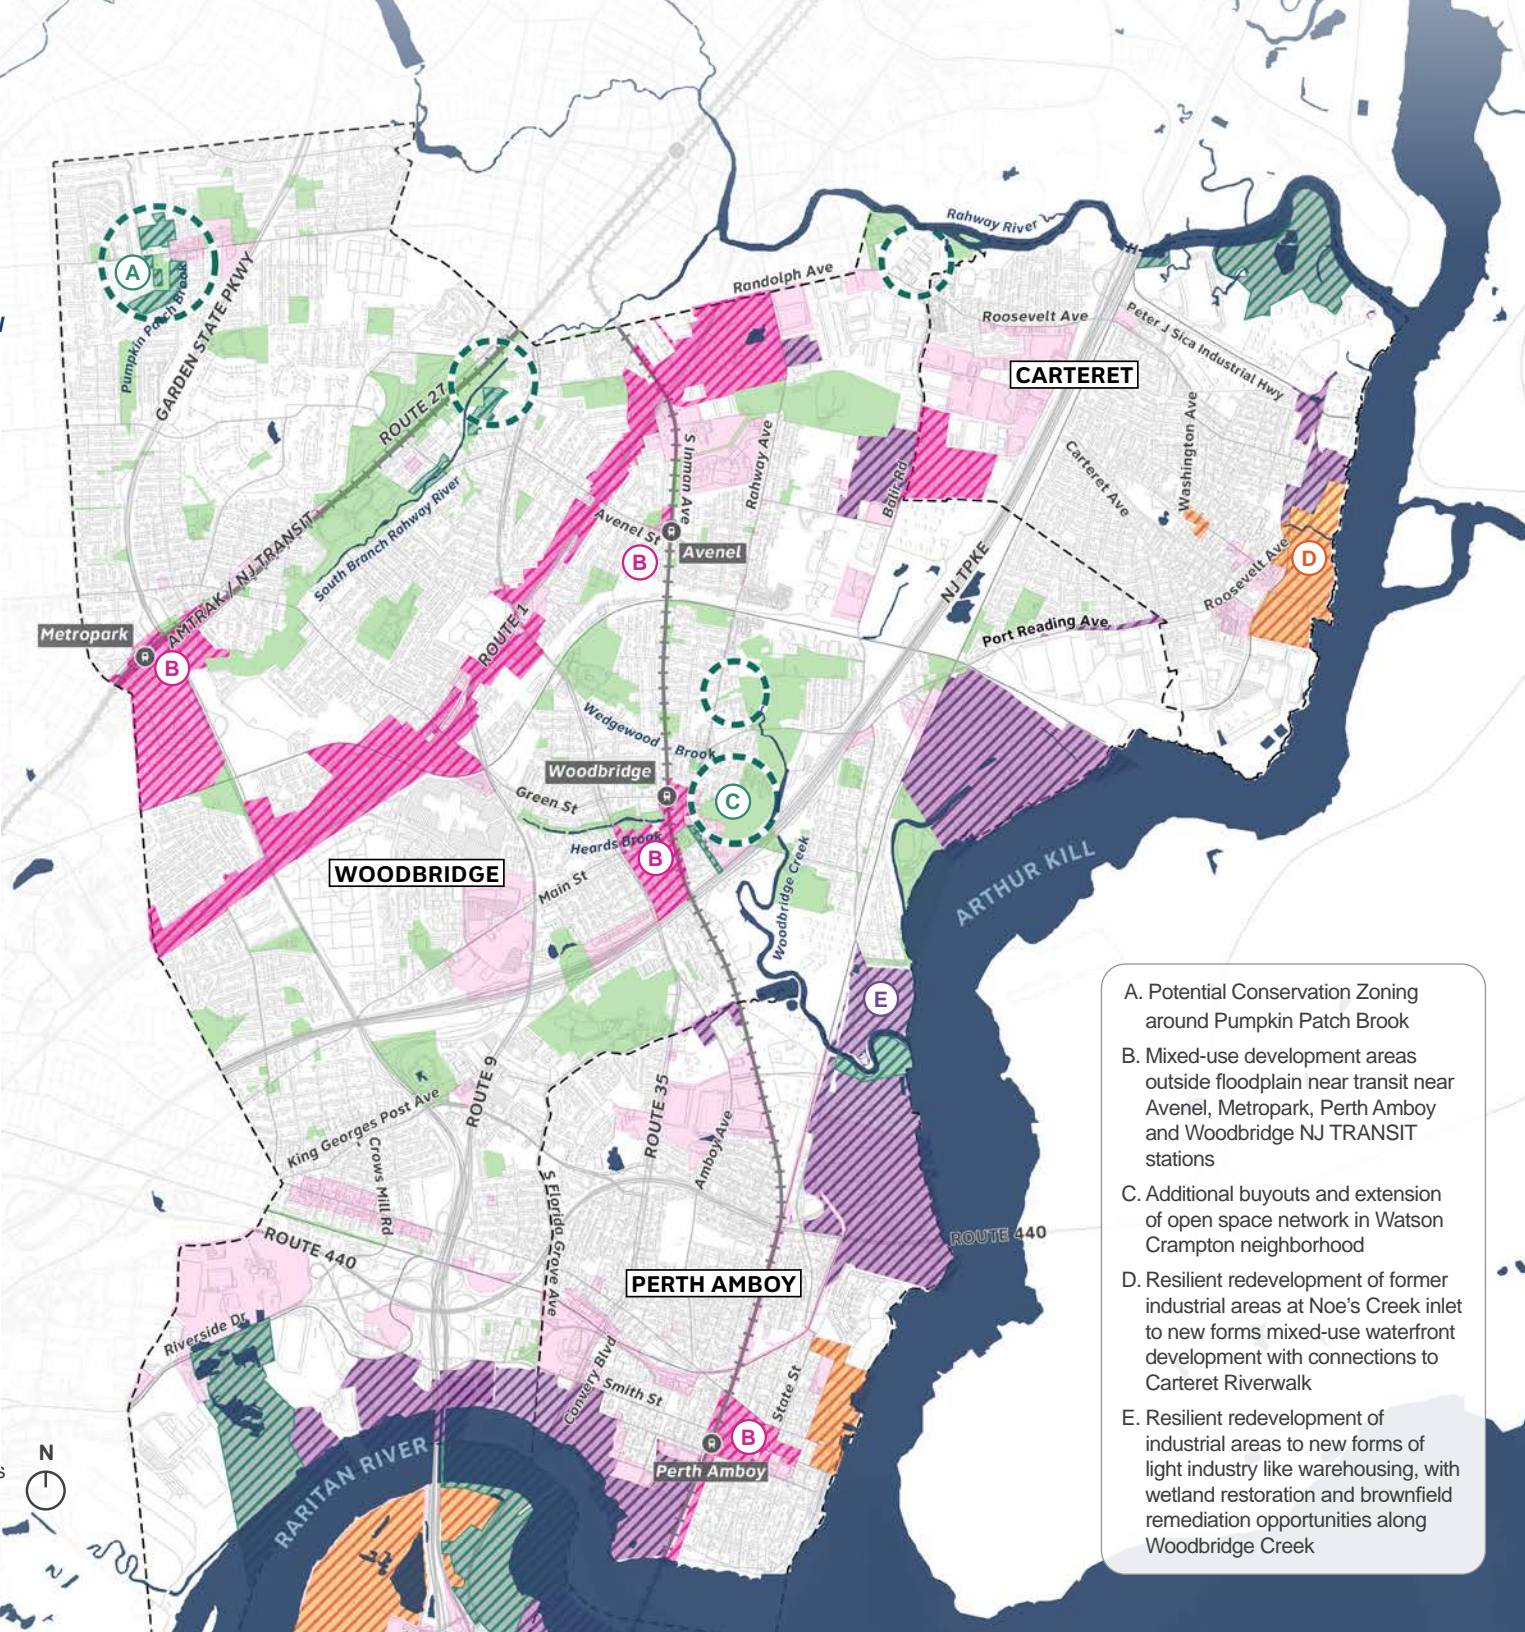 Rahway River
Randolph Ave
A
Pumpkin Patch Brook
GARDEN STATE PKWY
Roosevelt Ave
Peter J Sica Industrial Hwy
CARTERET
ROUTE 27
Washington Ave
S Inman Ave
Rahway Ave
Carteret Ave
Blair Rd
South Branch Rahway River
Avenel St
Avenel
B
D
Roosevelt Ave
NJ TPKE
AMTRAK / NJ TRANSIT
Metropark
B
ROUTE 1
Port Reading Ave
Wedgewood Brook
Woodbridge
Green St
C
Heards Brook
B
WOODBRIDGE
Main St
Woodbridge Creek
ARTHUR KILL
E
ROUTE 9
ROUTE 35
King Georges Post Ave
Crows Mill Rd
Amboy Ave
S Florida Grove Ave
ROUTE 440
ROUTE 440
PERTH AMBOY
Riverside Dr
Convery Blvd
Smith St
State St
B
Perth Amboy
RARITAN RIVER
N
A. Potential Conservation Zoning
around Pumpkin Patch Brook
B. Mixed-use development areas
outside floodplain near transit near
Avenel, Metropark, Perth Amboy
and Woodbridge NJ TRANSIT
stations
C. Additional buyouts and extension
of open space network in Watson
Crampton neighborhood
D. Resilient redevelopment of former
industrial areas at Noe's Creek inlet
to new forms mixed-use waterfront
development with connections to
Carteret Riverwalk
E. Resilient redevelopment of
industrial areas to new forms of
light industry like warehousing, with
wetland restoration and brownfield
remediation opportunities along
Woodbridge Creek